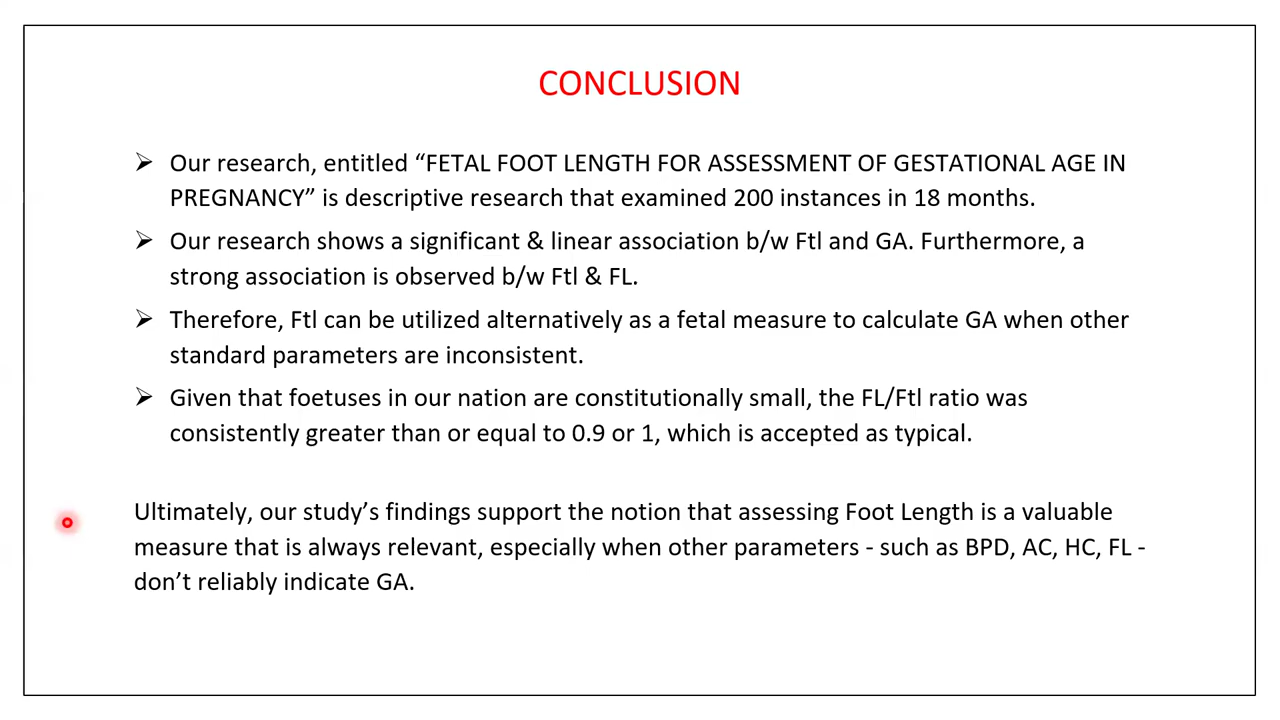 CONCLUSION
➢ Our research, entitled “FETAL FOOT LENGTH FOR ASSESSMENT OF GESTATIONAL AGE IN
PREGNANCY” is descriptive research that examined 200 instances in 18 months.
➢ Our research shows a significant & linear association b/w Ftl and GA. Furthermore, a
strong association is observed b/w Ftl & FL.
➢ Therefore, Ftl can be utilized alternatively as a fetal measure to calculate GA when other
standard parameters are inconsistent.
➢ Given that foetuses in our nation are constitutionally small, the FL/Ftl ratio was
consistently greater than or equal to 0.9 or 1, which is accepted as typical.
Ultimately, our study’s findings support the notion that assessing Foot Length is a valuable
measure that is always relevant, especially when other parameters - such as BPD, AC, HC, FL -
don’t reliably indicate GA.